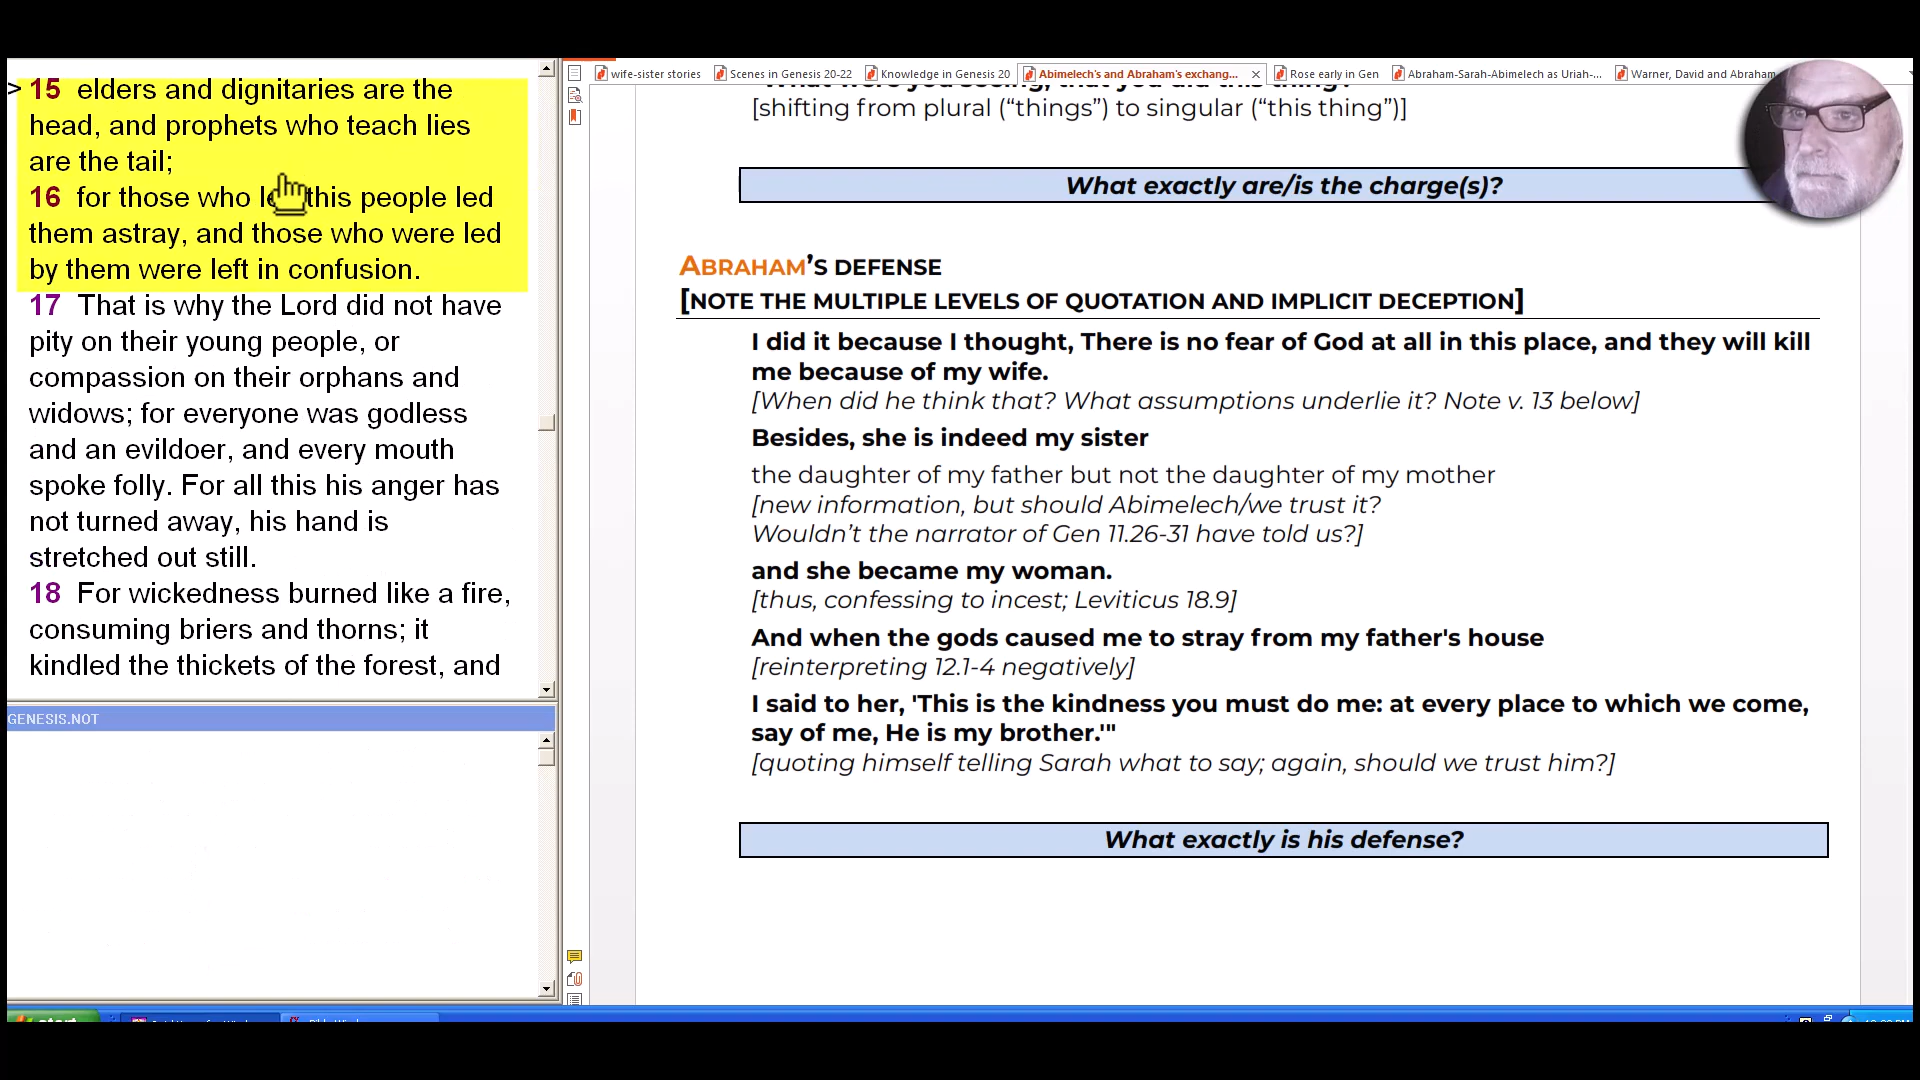 > 15 elders and dignitaries are the
head, and prophets who teach lies
are the tail;
16 for those who this people led
them astray, and those who were led
by them were left in confusion.
17 That is why the Lord did not have
pity on their young people, or
compassion on their orphans and
widows; for everyone was godless
and an evildoer, and every mouth
spoke folly. For all this his anger has
not turned away, his hand is
stretched out still.
18 For wickedness burned like a fire,
consuming briers and thorns; it
kindled the thickets of the forest, and
GENESIS.NOT
wife-sister stories
Scenes in Genesis 20-22
Knowledge in Genesis 20
Abimelech's and Abraham's exchang...
Rose early in Gen
Abraham-Sarah-Abimelech as Uriah-...
Warner, David and Abraham
[shifting from plural (“things”) to singular (“this thing”)]
What exactly are/is the charge(s)?
ABRAHAM’S DEFENSE
[NOTE THE MULTIPLE LEVELS OF QUOTATION AND IMPLICIT DECEPTION]
I did it because I thought, There is no fear of God at all in this place, and they will kill
me because of my wife.
[When did he think that? What assumptions underlie it? Note v. 13 below]
Besides, she is indeed my sister
the daughter of my father but not the daughter of my mother
[new information, but should Abimelech/we trust it?
Wouldn’t the narrator of Gen 11.26-31 have told us?]
and she became my woman.
[thus, confessing to incest; Leviticus 18.9]
And when the gods caused me to stray from my father's house
[reinterpreting 12.1-4 negatively]
I said to her, 'This is the kindness you must do me: at every place to which we come,
say of me, He is my brother.'"
[quoting himself telling Sarah what to say; again, should we trust him?]
What exactly is his defense?